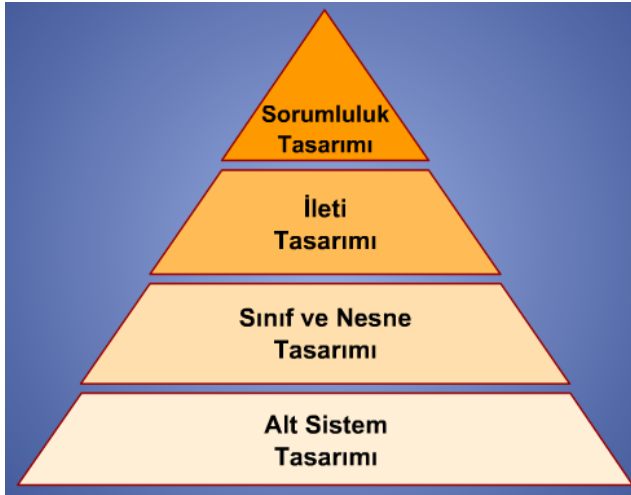 Sorumluluk
Tasarımı
İleti
Tasarımı
Sınıf ve Nesne
Tasarımı
Alt Sistem
Tasarımı